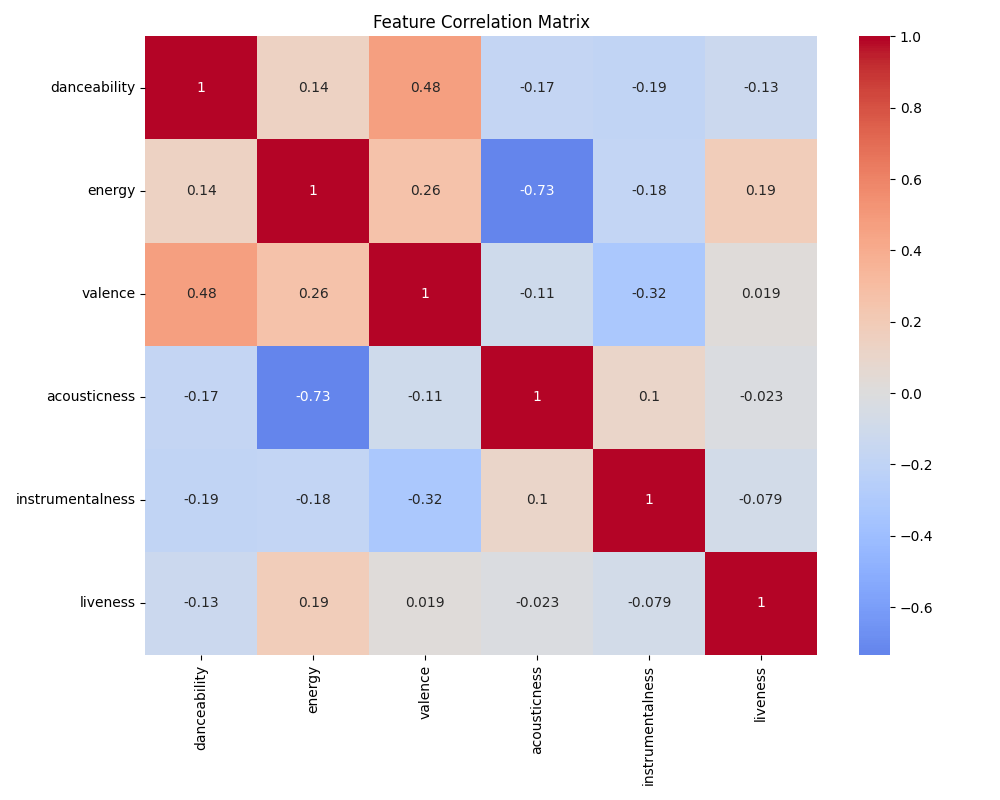 Feature Correlation Matrix
danceability 1 0.14 0.48 -0.17 -0.19 -0.13
energy 0.14 1 0.26 -0.73 -0.18 0.19
valence 0.48 0.26 1 -0.11 -0.32 0.019
acousticness -0.17 -0.73 -0.11 1 0.1 -0.023
instrumentalness -0.19 -0.18 -0.32 0.1 1 -0.079
liveness -0.13 0.19 0.019 -0.023 -0.079 1
danceability
energy
valence
acousticness
instrumentalness
liveness
1.0
0.8
0.6
0.4
0.2
0.0
−0.2
−0.4
−0.6